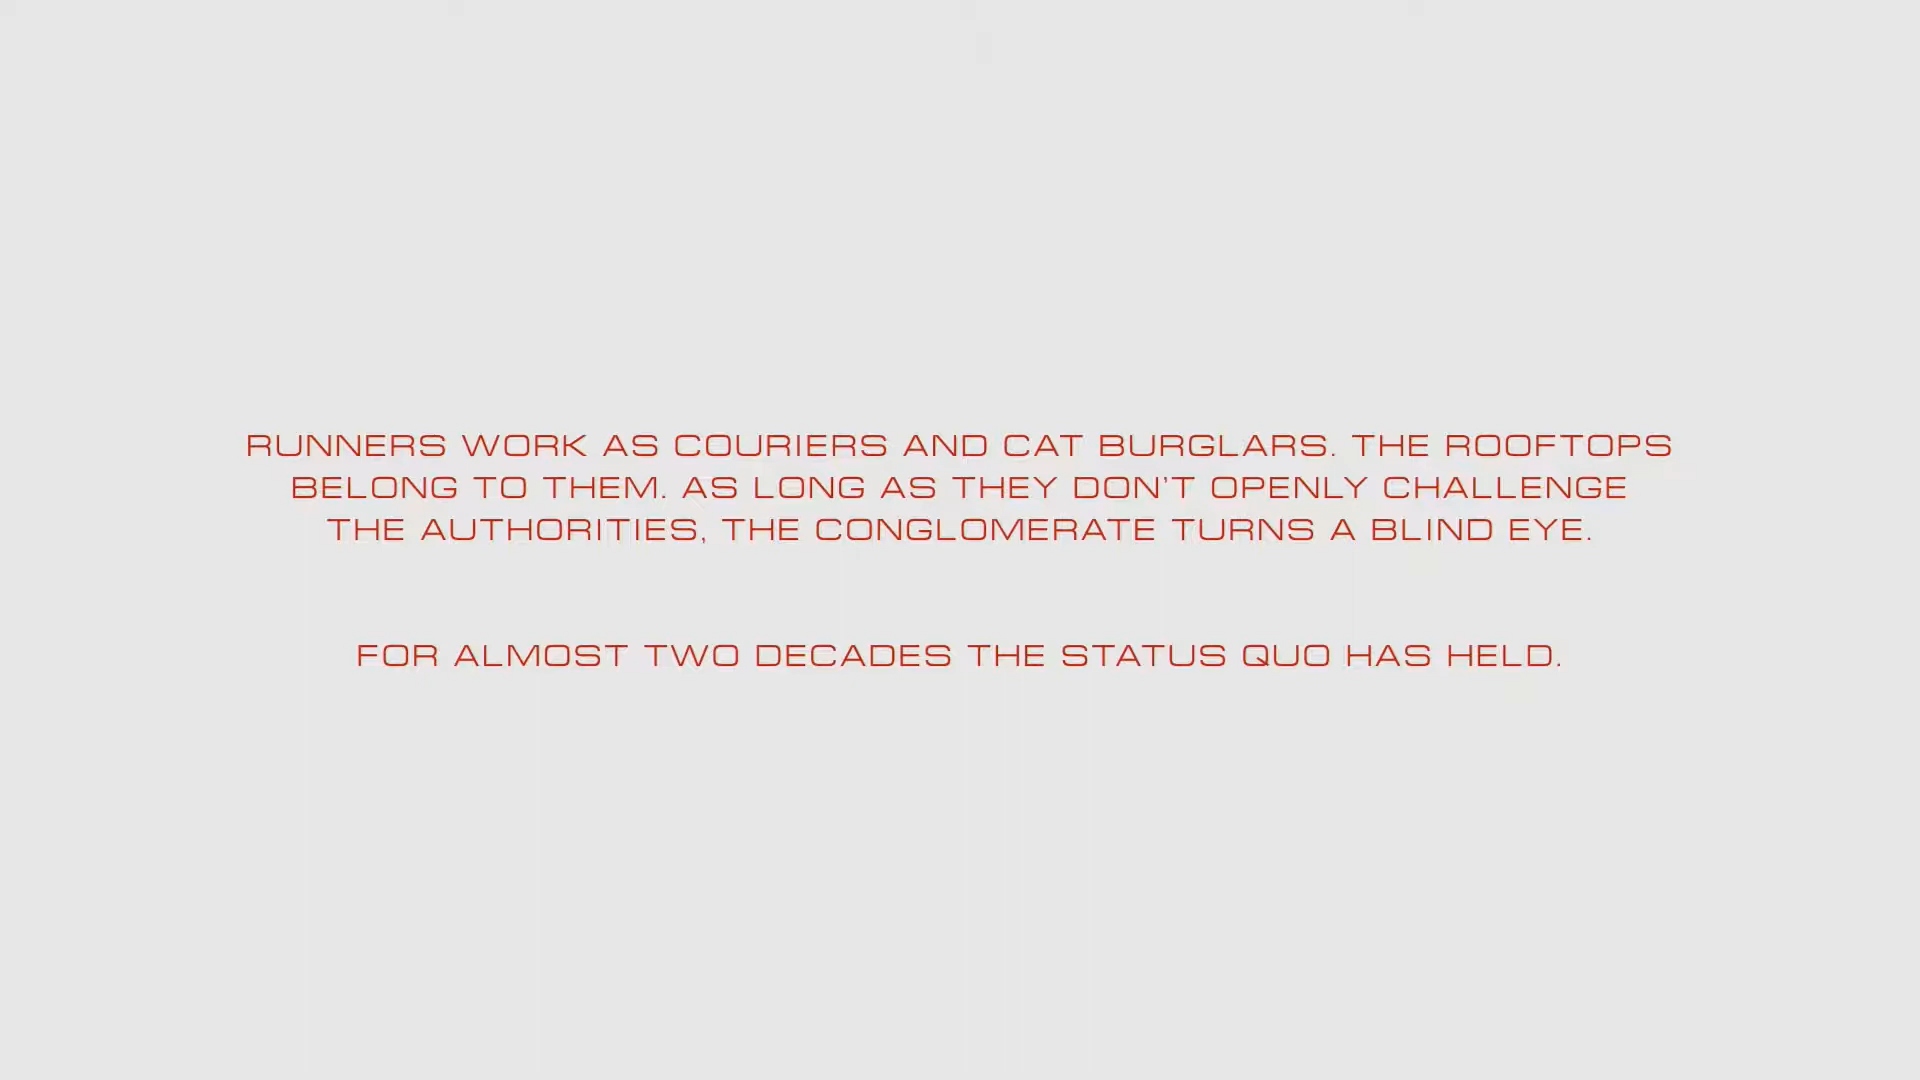 RUNNERS WORK AS COURIERS AND CAT BURGLARS. THE ROOFTOPS
BELONG TO THEM. AS LONG AS THEY DON'T OPENLY CHALLENGE
THE AUTHORITIES, THE CONGLOMERATE TURNS A BLIND EYE.
FOR ALMOST TWO DECADES THE STATUS QUO HAS HELD.